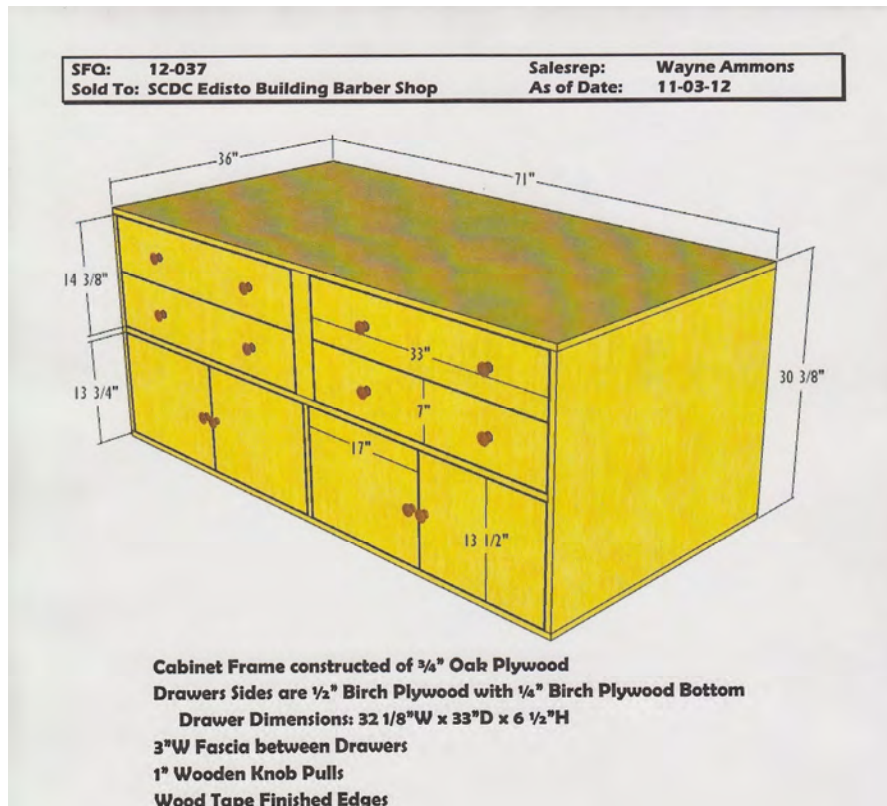 SFQ: 12-037 Salesrep: Wayne Ammons
Sold To: SCDC Edisto Building Barber Shop As of Date: 11-03-12
36"
71"
14 3/8"
33"
30 3/8"
13 3/4"
7"
17"
13 1/2"
Cabinet Frame constructed of ¾" Oak Plywood
Drawers Sides are ½" Birch Plywood with ¼" Birch Plywood Bottom
Drawer Dimensions: 32 1/8"W x 33"D x 6 ½"H
3"W Fascia between Drawers
1" Wooden Knob Pulls
Wood Tape Finished Edges